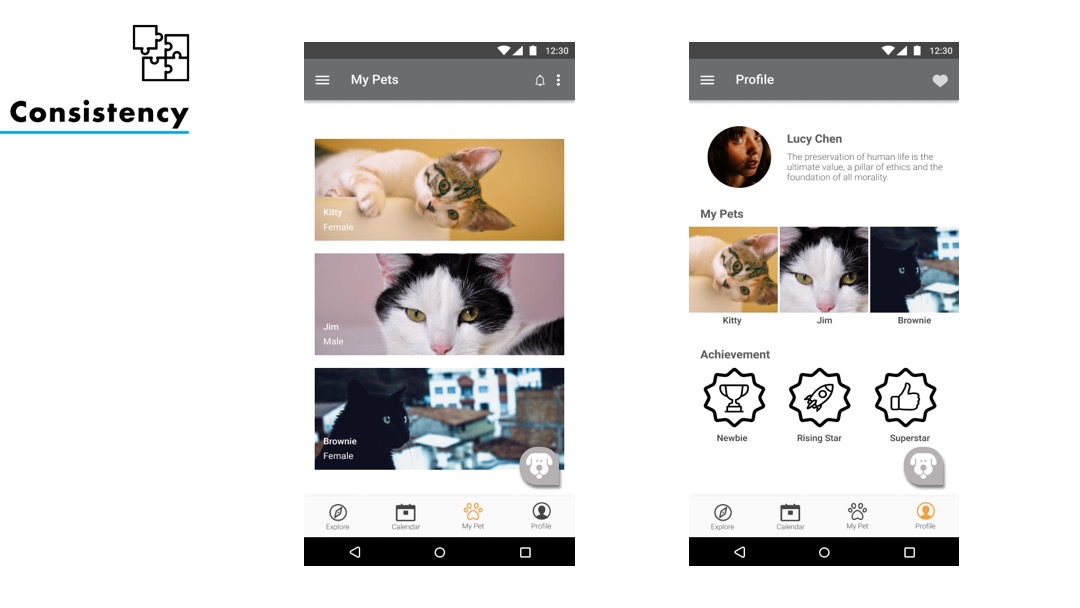 Consistency
12:30
My Pets
Kitty
Female
Jim
Male
Brownie
Female
Explore
Calendar
My Pet
Profile
12:30
Profile
Lucy Chen
The preservation of human life is the
ultimate value, a pillar of ethics and the
foundation of all morality.
My Pets
Kitty
Jim
Brownie
Achievement
Newbie
Rising Star
Superstar
Explore
Calendar
My Pet
Profile